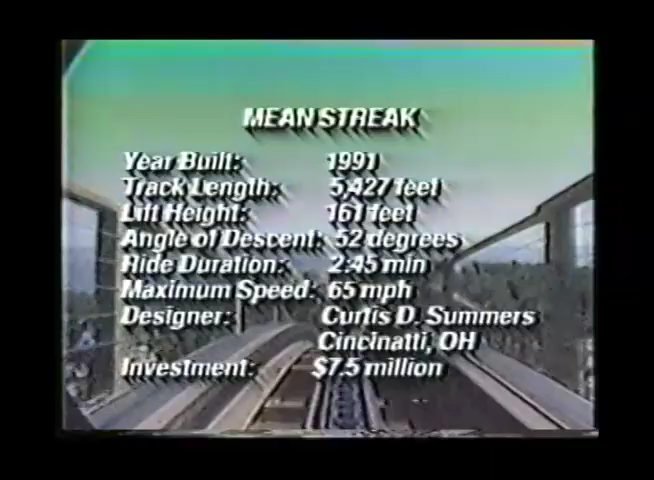 MEAN STREAK
Year Built: 1991
Track Length: 5,427 feet
Lift Height: 161 feet
Angle of Descent: 52 degrees
Ride Duration: 2:45 min
Maximum Speed: 65 mph
Designer: Curtis D. Summers
Cincinatti, OH
Investment: $7.5 million